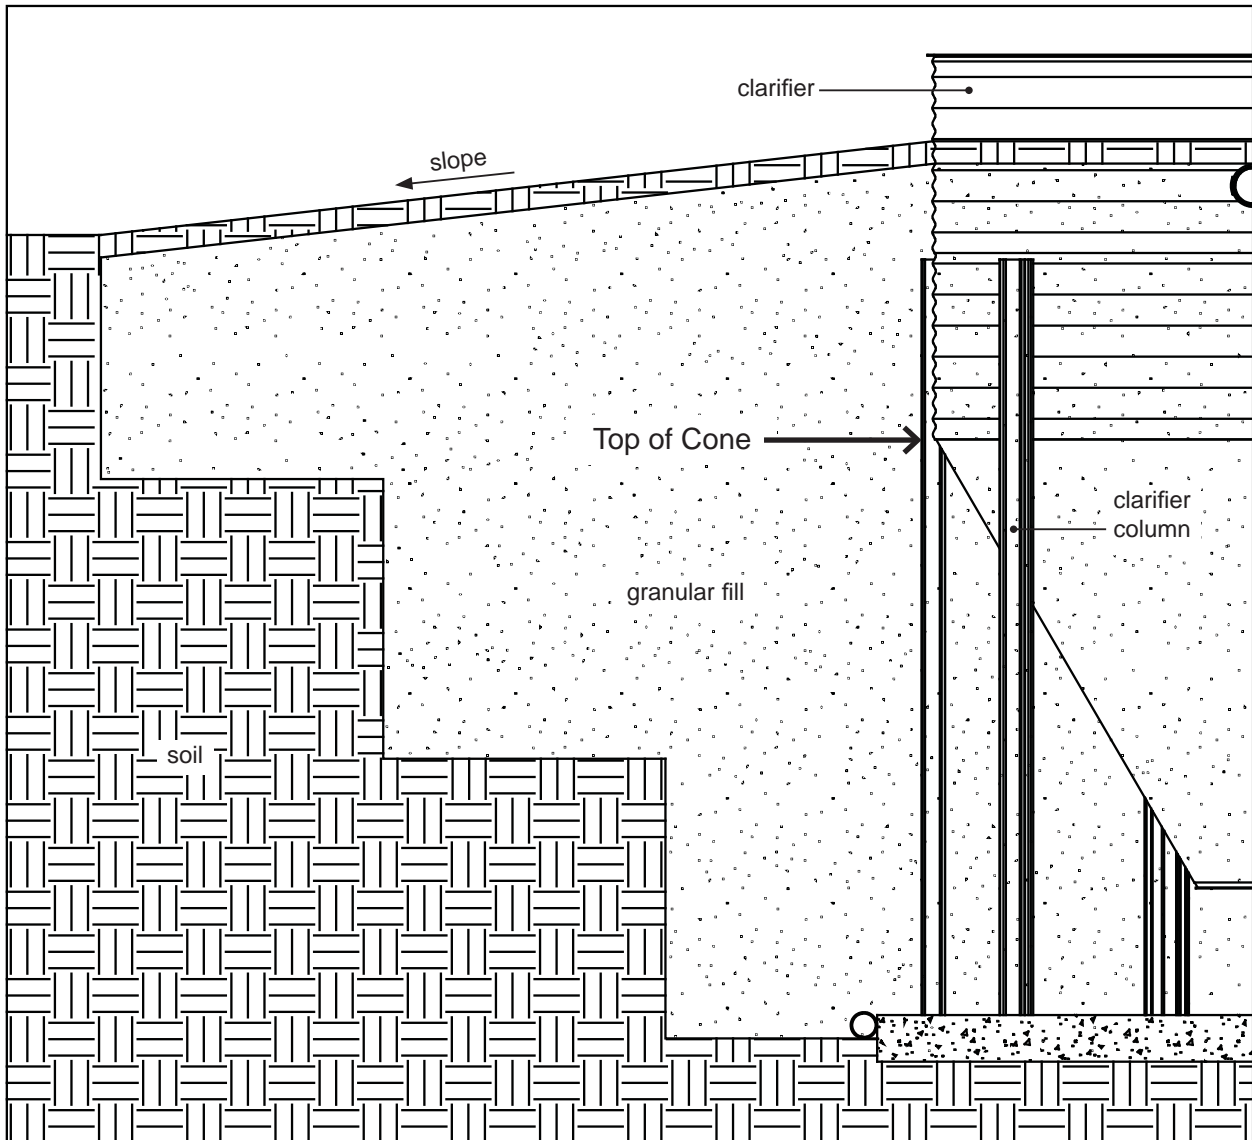 clarifier
slope
Top of Cone
clarifier
column
granular fill
soil